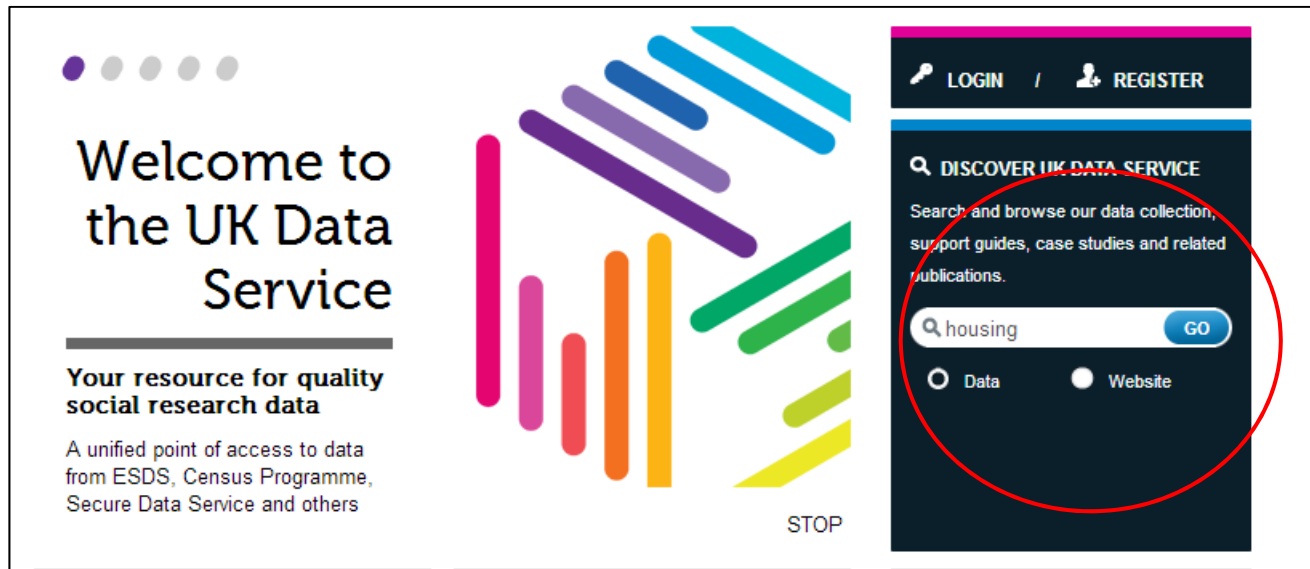 Welcome to
the UK Data
Service
Your resource for quality
social research data
A unified point of access to data
from ESDS, Census Programme,
Secure Data Service and others
STOP
LOGIN / REGISTER
DISCOVER UK DATA SERVICE
Search and browse our data collection,
support guides, case studies and related
publications.
housing GO
Data Website